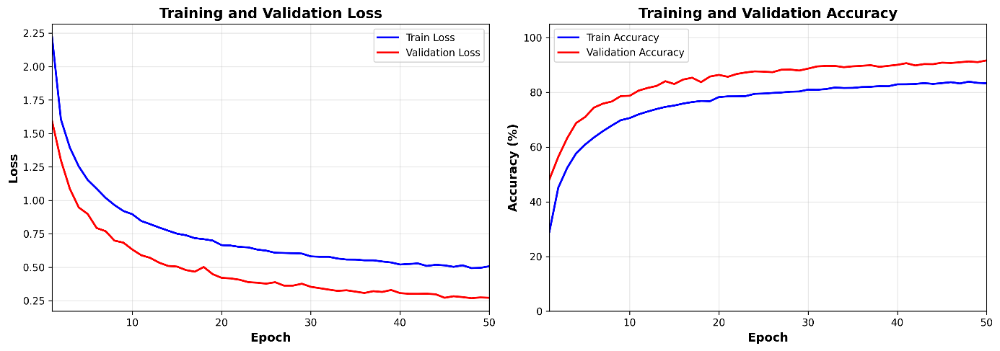 Training and Validation Loss
2.25
2.00
1.75
1.50
1.25
1.00
0.75
0.50
0.25
Loss
Train Loss
Validation Loss
10
20
30
40
50
Epoch
Training and Validation Accuracy
100
80
60
40
20
0
Accuracy (%)
Train Accuracy
Validation Accuracy
10
20
30
40
50
Epoch